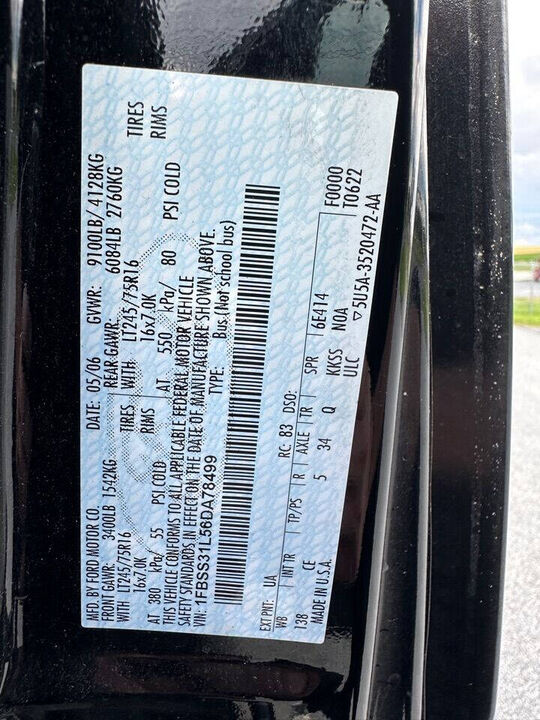 MFD. BY FORD MOTOR CO. DATE: 05/06 GVWR: 9100LB/ 4128KG
FRONT GAWR: 3400LB 1542KG REAR GAWR: 6084LB 2760KG
WITH LT245/75R16 TIRES WITH LT245/75R16 TIRES
16x7.0K RIMS 16x7.0K RIMS
AT 380 kPa/ 55 PSI COLD AT 550 kPa/ 80 PSI COLD
THIS VEHICLE CONFORMS TO ALL APPLICABLE FEDERAL MOTOR VEHICLE
SAFETY STANDARDS IN EFFECT ON THE DATE OF MANUFACTURE SHOWN ABOVE.
VIN: 1FBSS31L56DA78499 TYPE: Bus(Not school bus)
EXT PNT: UA RC: 83 DSO: F0000
WB INT TR TP/PS R AXLE TR SPR 16E414 T0622
138 CE 5 34 Q KKSS NOA
MADE IN U.S.A. ULC ▽5U5A-3520472-AA